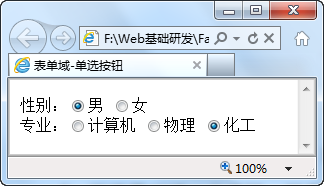 F:\Web基础研发\Fa
表单域-单选按钮
性别： 男 女
专业： 计算机 物理 化工
100%